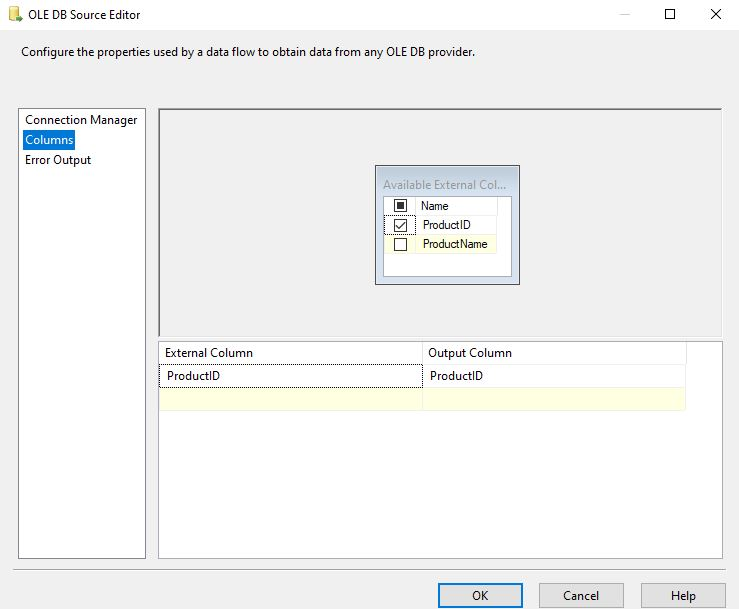 OLE DB Source Editor
Configure the properties used by a data flow to obtain data from any OLE DB provider.
Connection Manager
Columns
Error Output
Available External Col...
Name
ProductID
ProductName
External Column Output Column
ProductID ProductID
OK Cancel Help